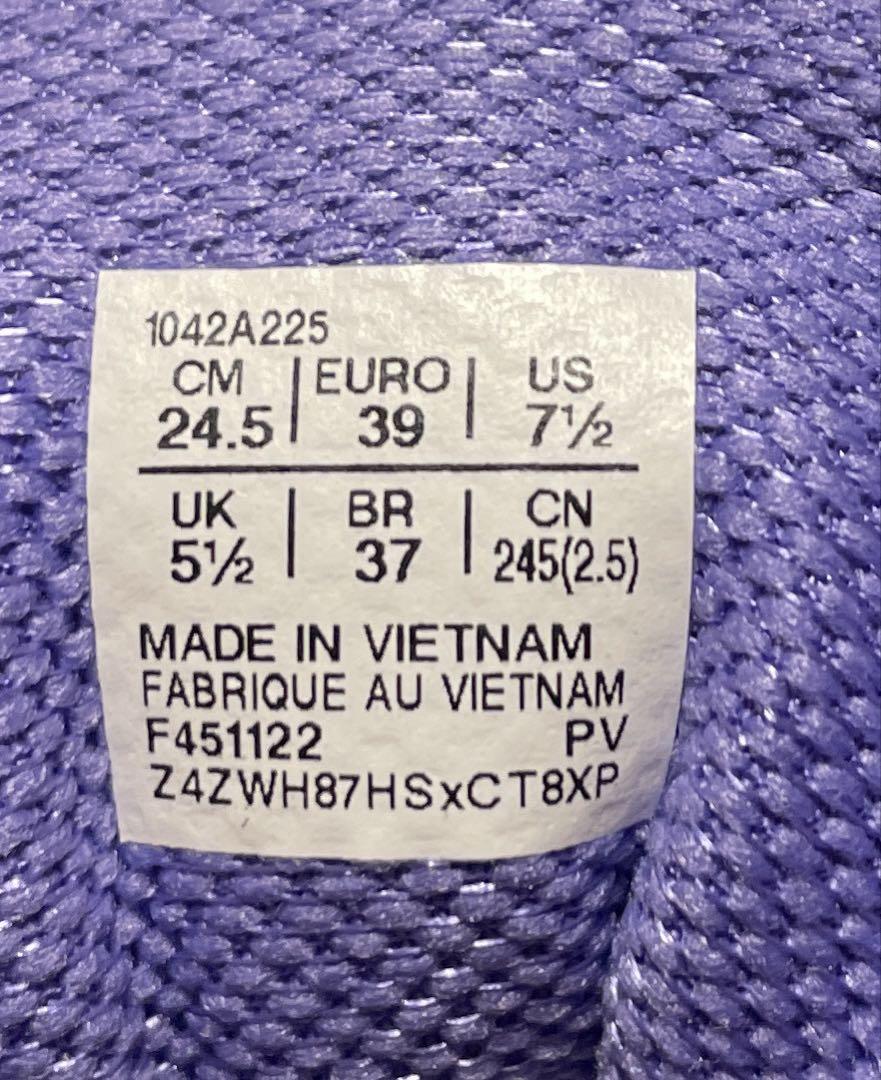 1042A225
CM | EURO | US
24.5 | 39 | 7½
UK | BR | CN
5½ | 37 | 245(2.5)
MADE IN VIETNAM
FABRIQUE AU VIETNAM
F451122 PV
Z4ZWH87HSxCT8XP